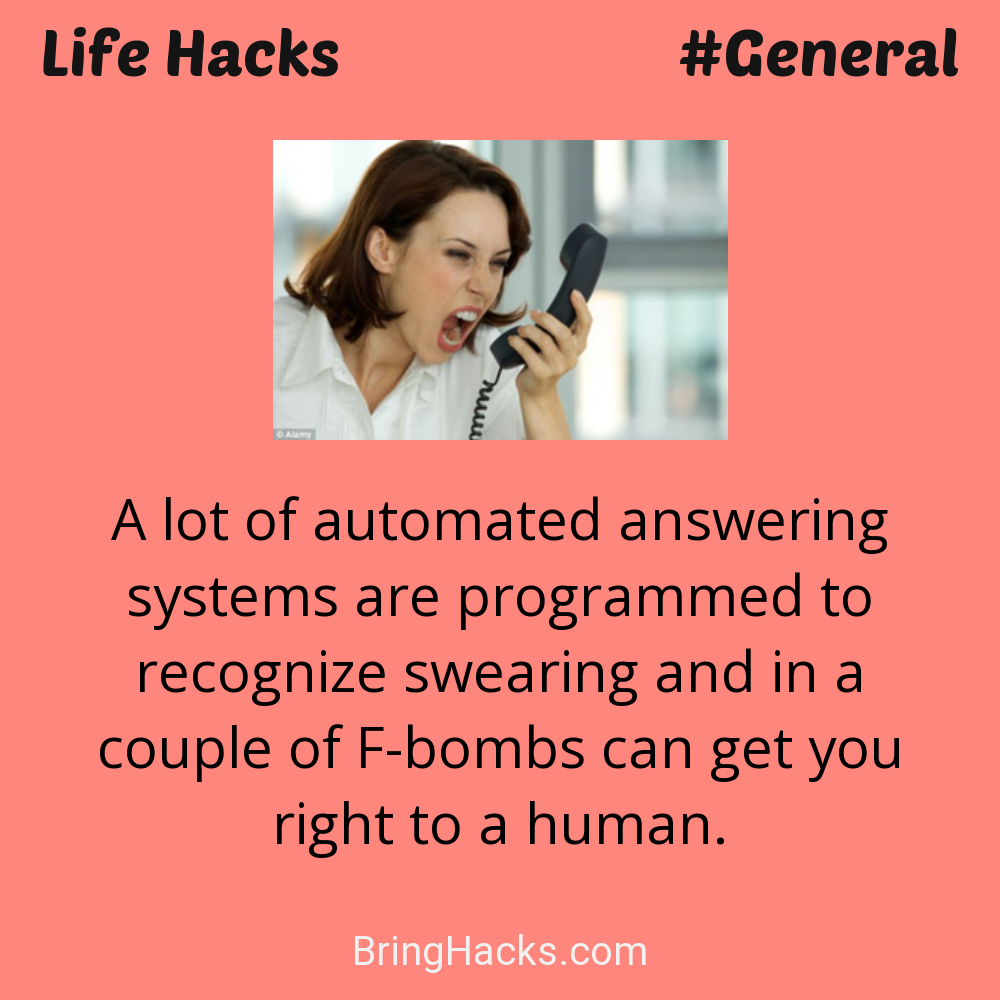 Life Hacks
#General
© Alamy
A lot of automated answering
systems are programmed to
recognize swearing and in a
couple of F-bombs can get you
right to a human.
BringHacks.com